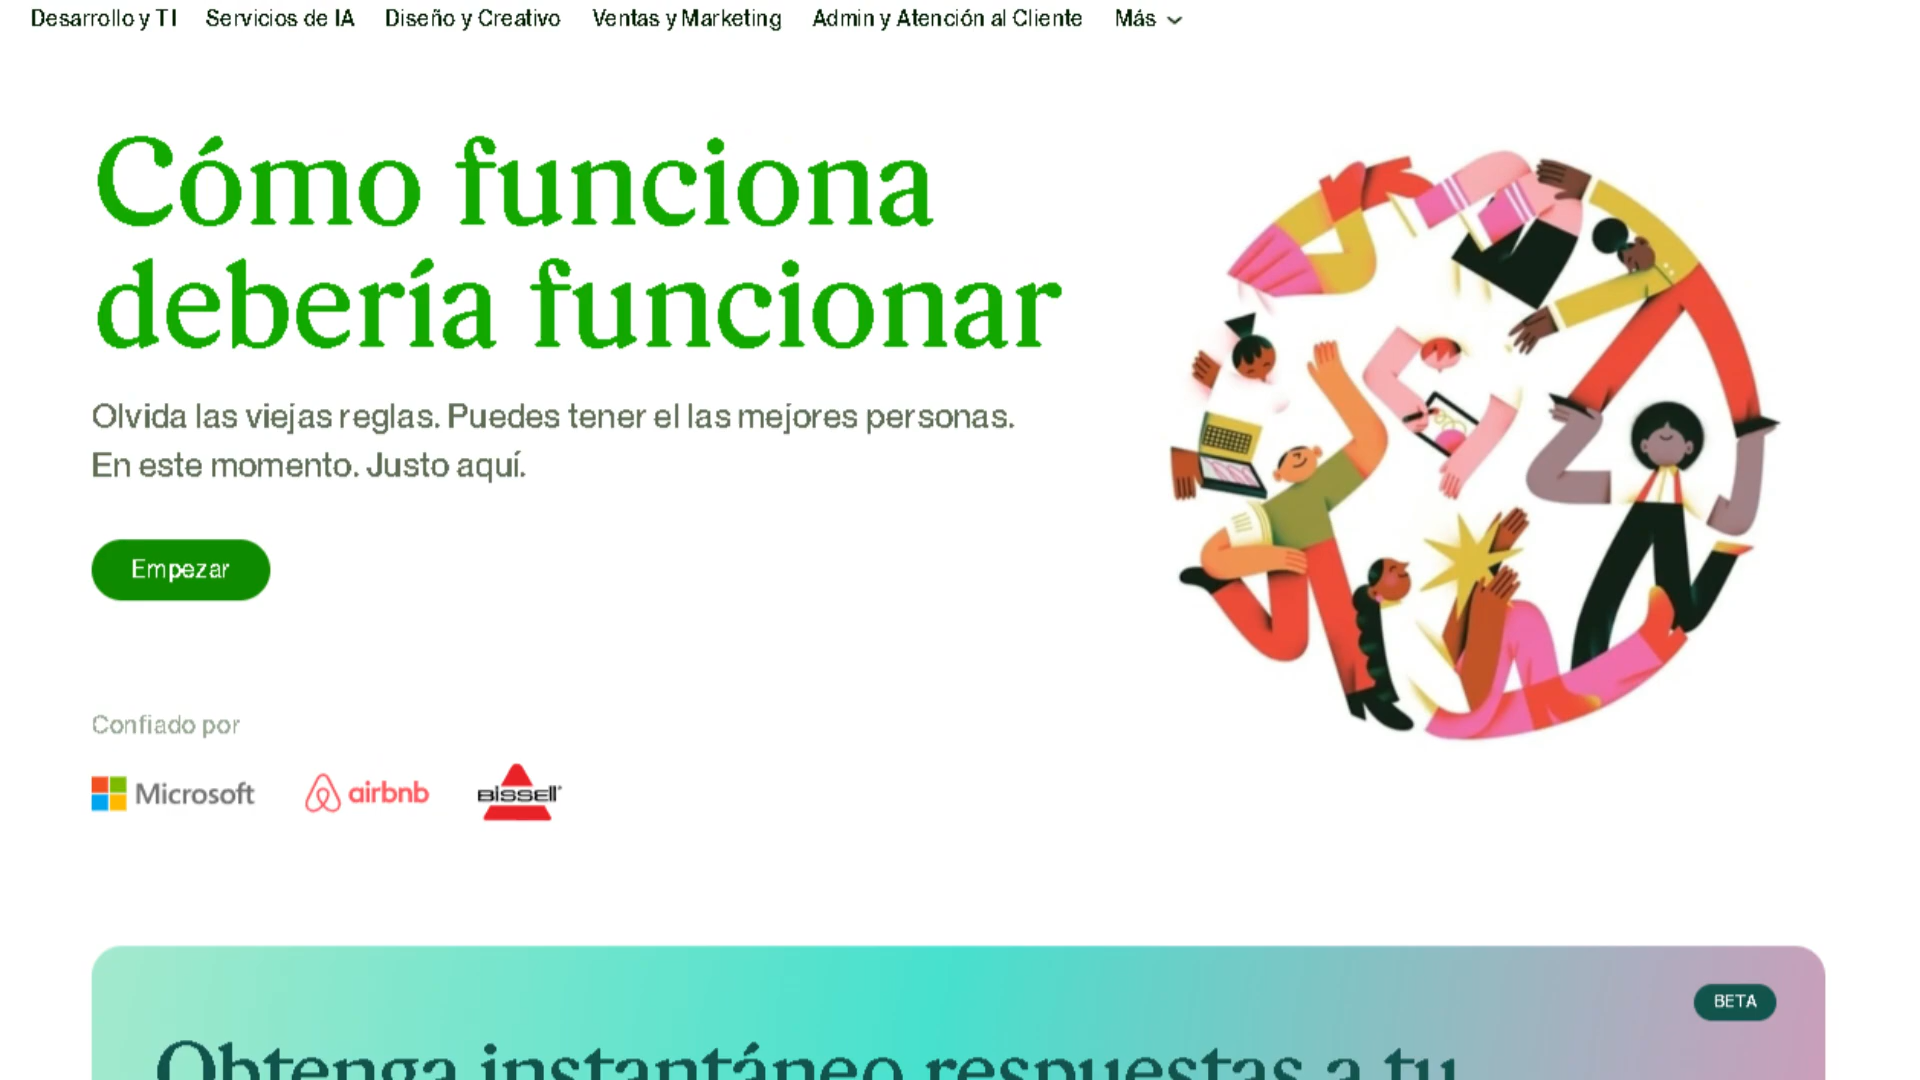 Desarrollo y TI Servicios de IA Diseño y Creativo Ventas y Marketing Admin y Atención al Cliente Más
Cómo funciona
debería funcionar
Olvida las viejas reglas. Puedes tener el las mejores personas.
En este momento. Justo aquí.
Empezar
Confiado por
Microsoft airbnb BISSELL
BETA
Obtenga instantáneo respuestas a tu